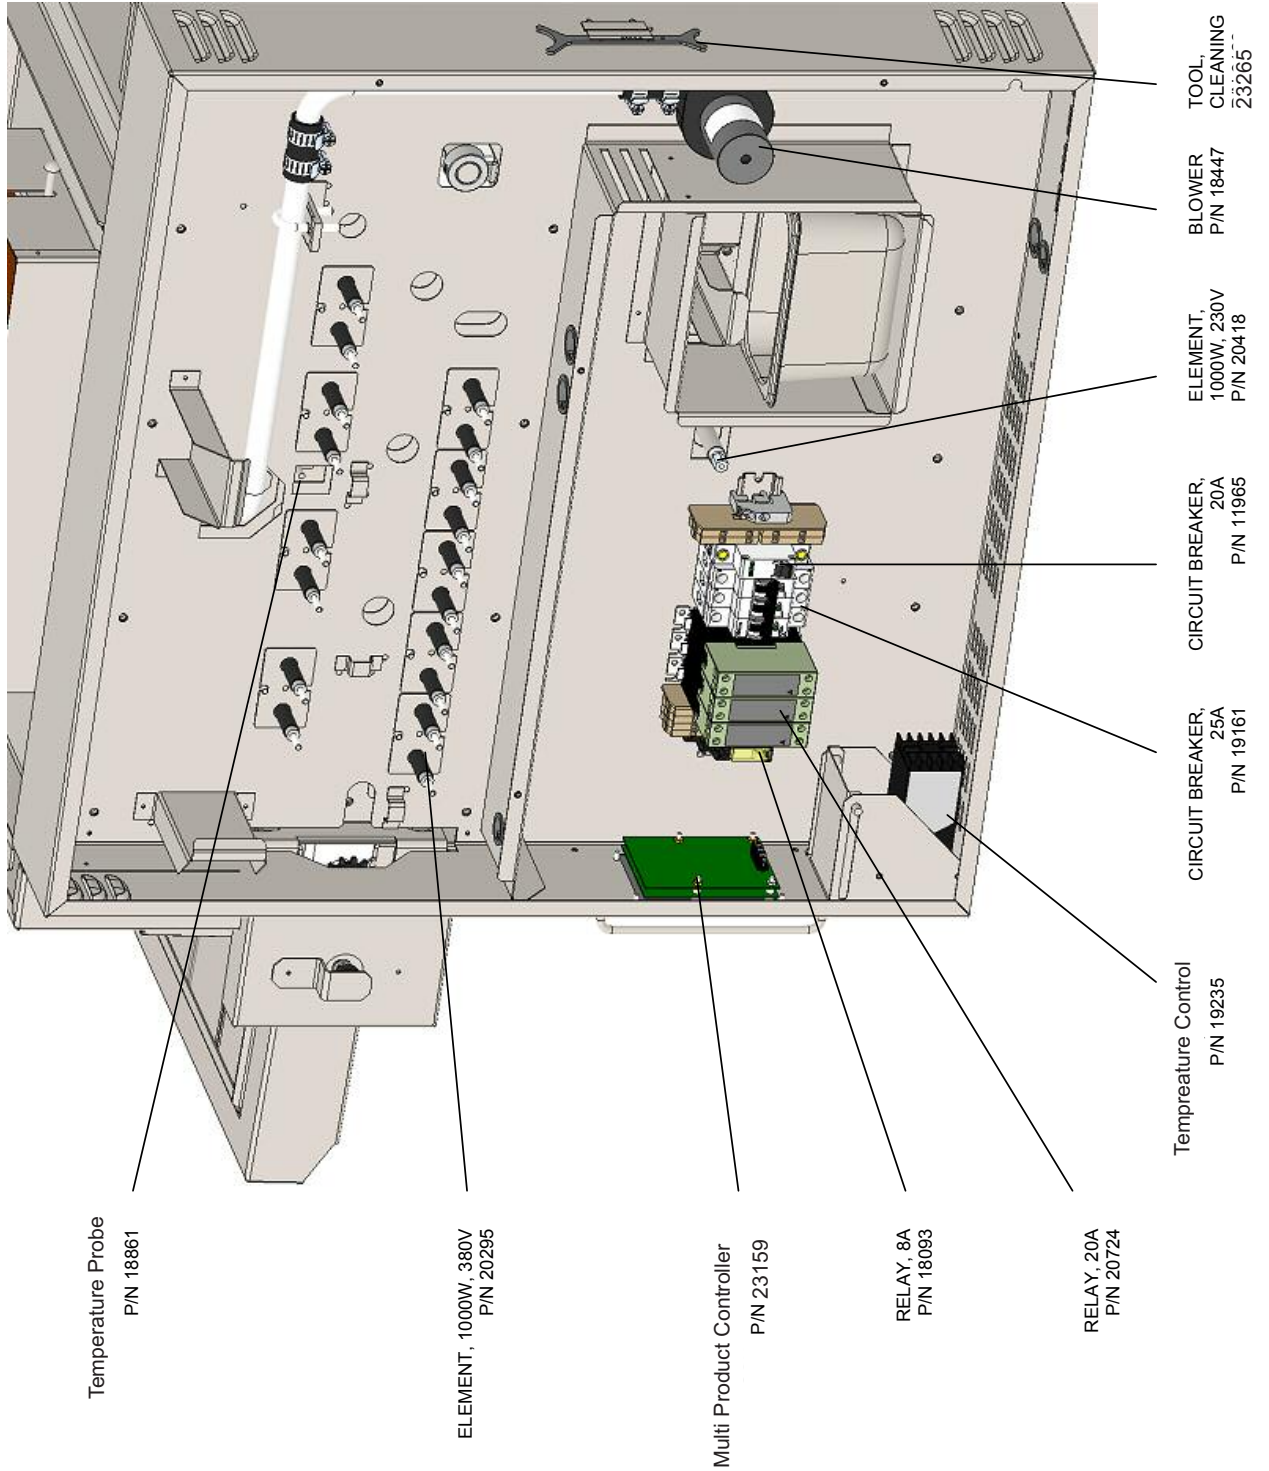 Temperature Probe
P/N 18861
ELEMENT, 1000W, 380V
P/N 20295
Multi Product Controller
P/N 23159
RELAY, 8A
P/N 18093
RELAY, 20A
P/N 20724
Tempreature Control
P/N 19235
CIRCUIT BREAKER,
25A
P/N 19161
CIRCUIT BREAKER,
20A
P/N 11965
ELEMENT,
1000W, 230V
P/N 20418
BLOWER
P/N 18447
TOOL,
CLEANING
23265